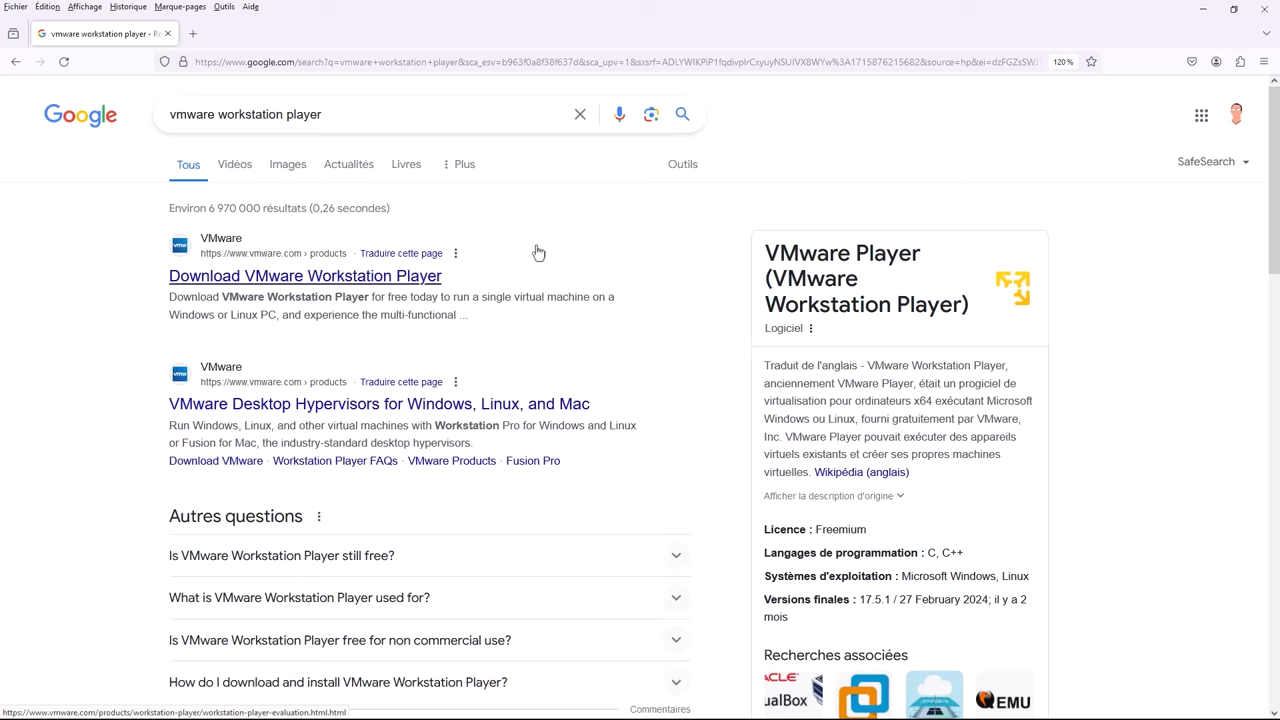 Fichier Édition Affichage Historique Marque-pages Outils Aide
vmware workstation player - Re
https://www.google.com/search?q=vmware+workstation+player&sca_esv=b963f0a8f38f637d&sca_upv=1&sxsrf=ADLYWIKPiP1fqdivplrCxyuyNSUIVX8WYw%3A1715876215682&source=hp&ei=dzFGZsSW
120 %
Google
vmware workstation player
Tous Vidéos Images Actualités Livres Plus Outils
SafeSearch
Environ 6 970 000 résultats (0,26 secondes)
vmw
VMware
https://www.vmware.com › products · Traduire cette page
Download VMware Workstation Player
Download VMware Workstation Player for free today to run a single virtual machine on a
Windows or Linux PC, and experience the multi-functional ...
vmw
VMware
https://www.vmware.com › products · Traduire cette page
VMware Desktop Hypervisors for Windows, Linux, and Mac
Run Windows, Linux, and other virtual machines with Workstation Pro for Windows and Linux
or Fusion for Mac, the industry-standard desktop hypervisors.
Download VMware · Workstation Player FAQs · VMware Products · Fusion Pro
Autres questions
Is VMware Workstation Player still free?
What is VMware Workstation Player used for?
Is VMware Workstation Player free for non commercial use?
How do I download and install VMware Workstation Player?
Commentaires
VMware Player
(VMware
Workstation Player)
Logiciel
Traduit de l'anglais - VMware Workstation Player,
anciennement VMware Player, était un progiciel de
virtualisation pour ordinateurs x64 exécutant Microsoft
Windows ou Linux, fourni gratuitement par VMware,
Inc. VMware Player pouvait exécuter des appareils
virtuels existants et créer ses propres machines
virtuelles. Wikipédia (anglais)
Afficher la description d'origine
Licence : Freemium
Langages de programmation : C, C++
Systèmes d'exploitation : Microsoft Windows, Linux
Versions finales : 17.5.1 / 27 February 2024; il y a 2
mois
Recherches associées
ACLE
ualBox
EMU
https://www.vmware.com/products/workstation-player/workstation-player-evaluation.html.html